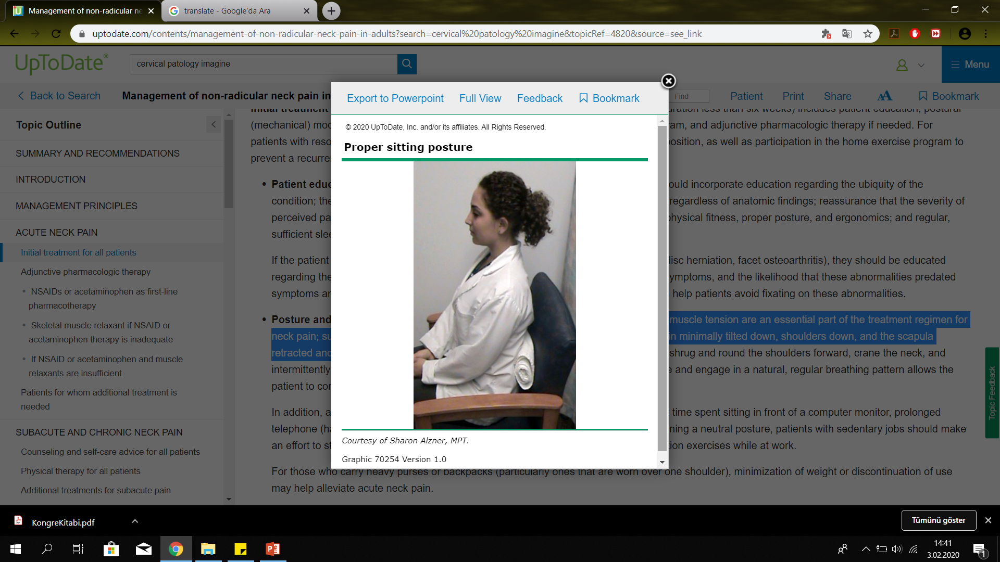 Management of non-radicular ne
translate - Google'da Ara
uptodate.com/contents/management-of-non-radicular-neck-pain-in-adults?search=cervical%20patology%20imagine&topicRef=4820&source=see_link
UpToDate®
cervical patology imagine
Menu
Back to Search
Management of non-radicular neck pain in
Find
Patient
Print
Share
AA
Bookmark
Topic Outline
SUMMARY AND RECOMMENDATIONS
INTRODUCTION
MANAGEMENT PRINCIPLES
ACUTE NECK PAIN
Initial treatment for all patients
Adjunctive pharmacologic therapy
• NSAIDs or acetaminophen as first-line
pharmacotherapy
• Skeletal muscle relaxant if NSAID or
acetaminophen therapy is inadequate
• If NSAID or acetaminophen and muscle
relaxants are insufficient
Patients for whom additional treatment is
needed
SUBACUTE AND CHRONIC NECK PAIN
Counseling and self-care advice for all patients
Physical therapy for all patients
Additional treatments for subacute pain
Export to Powerpoint
Full View
Feedback
Bookmark
© 2020 UpToDate, Inc. and/or its affiliates. All Rights Reserved.
Proper sitting posture
Courtesy of Sharon Alzner, MPT.
Graphic 70254 Version 1.0
Initial treatment less than six weeks) includes patient education, postural
(mechanical) am, and adjunctive pharmacologic therapy if needed. For
patients with position, as well as participation in the home exercise program to
prevent a
• Patient ould incorporate education regarding the ubiquity of the
condition; regardless of anatomic findings; reassurance that the severity of
perceived physical fitness, proper posture, and ergonomics; and regular,
sufficient
If the patient disc herniation, facet osteoarthritis), they should be educated
regarding the symptoms, and the likelihood that these abnormalities predated
symptoms help patients avoid fixating on these abnormalities.
• Posture and muscle tension are an essential part of the treatment regimen for
neck pain; in minimally tilted down, shoulders down, and the scapula
retracted and shrug and round the shoulders forward, crane the neck, and
intermittently and engage in a natural, regular breathing pattern allows the
patient to
In addition, time spent sitting in front of a computer monitor, prolonged
telephone ning a neutral posture, patients with sedentary jobs should make
an effort to tion exercises while at work.
For those who carry heavy purses or backpacks (particularly ones that are worn over one shoulder), minimization of weight or discontinuation of use
may help alleviate acute neck pain.
Topic Feedback
KongreKitabi.pdf
Tümünü göster
14:41
3.02.2020
1